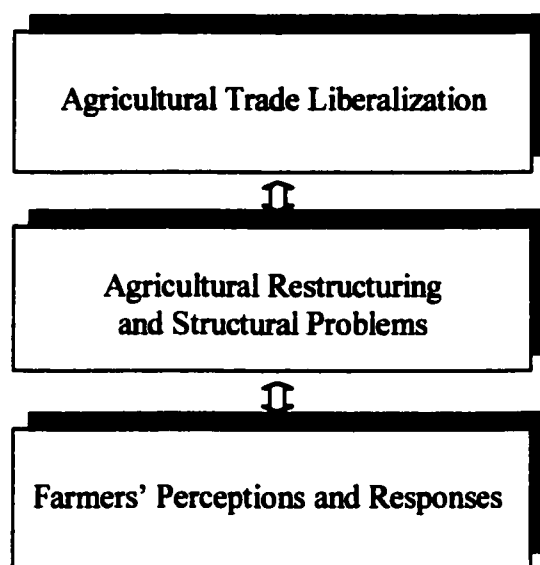 Agricultural Trade Liberalization
Agricultural Restructuring
and Structural Problems
Farmers' Perceptions and Responses